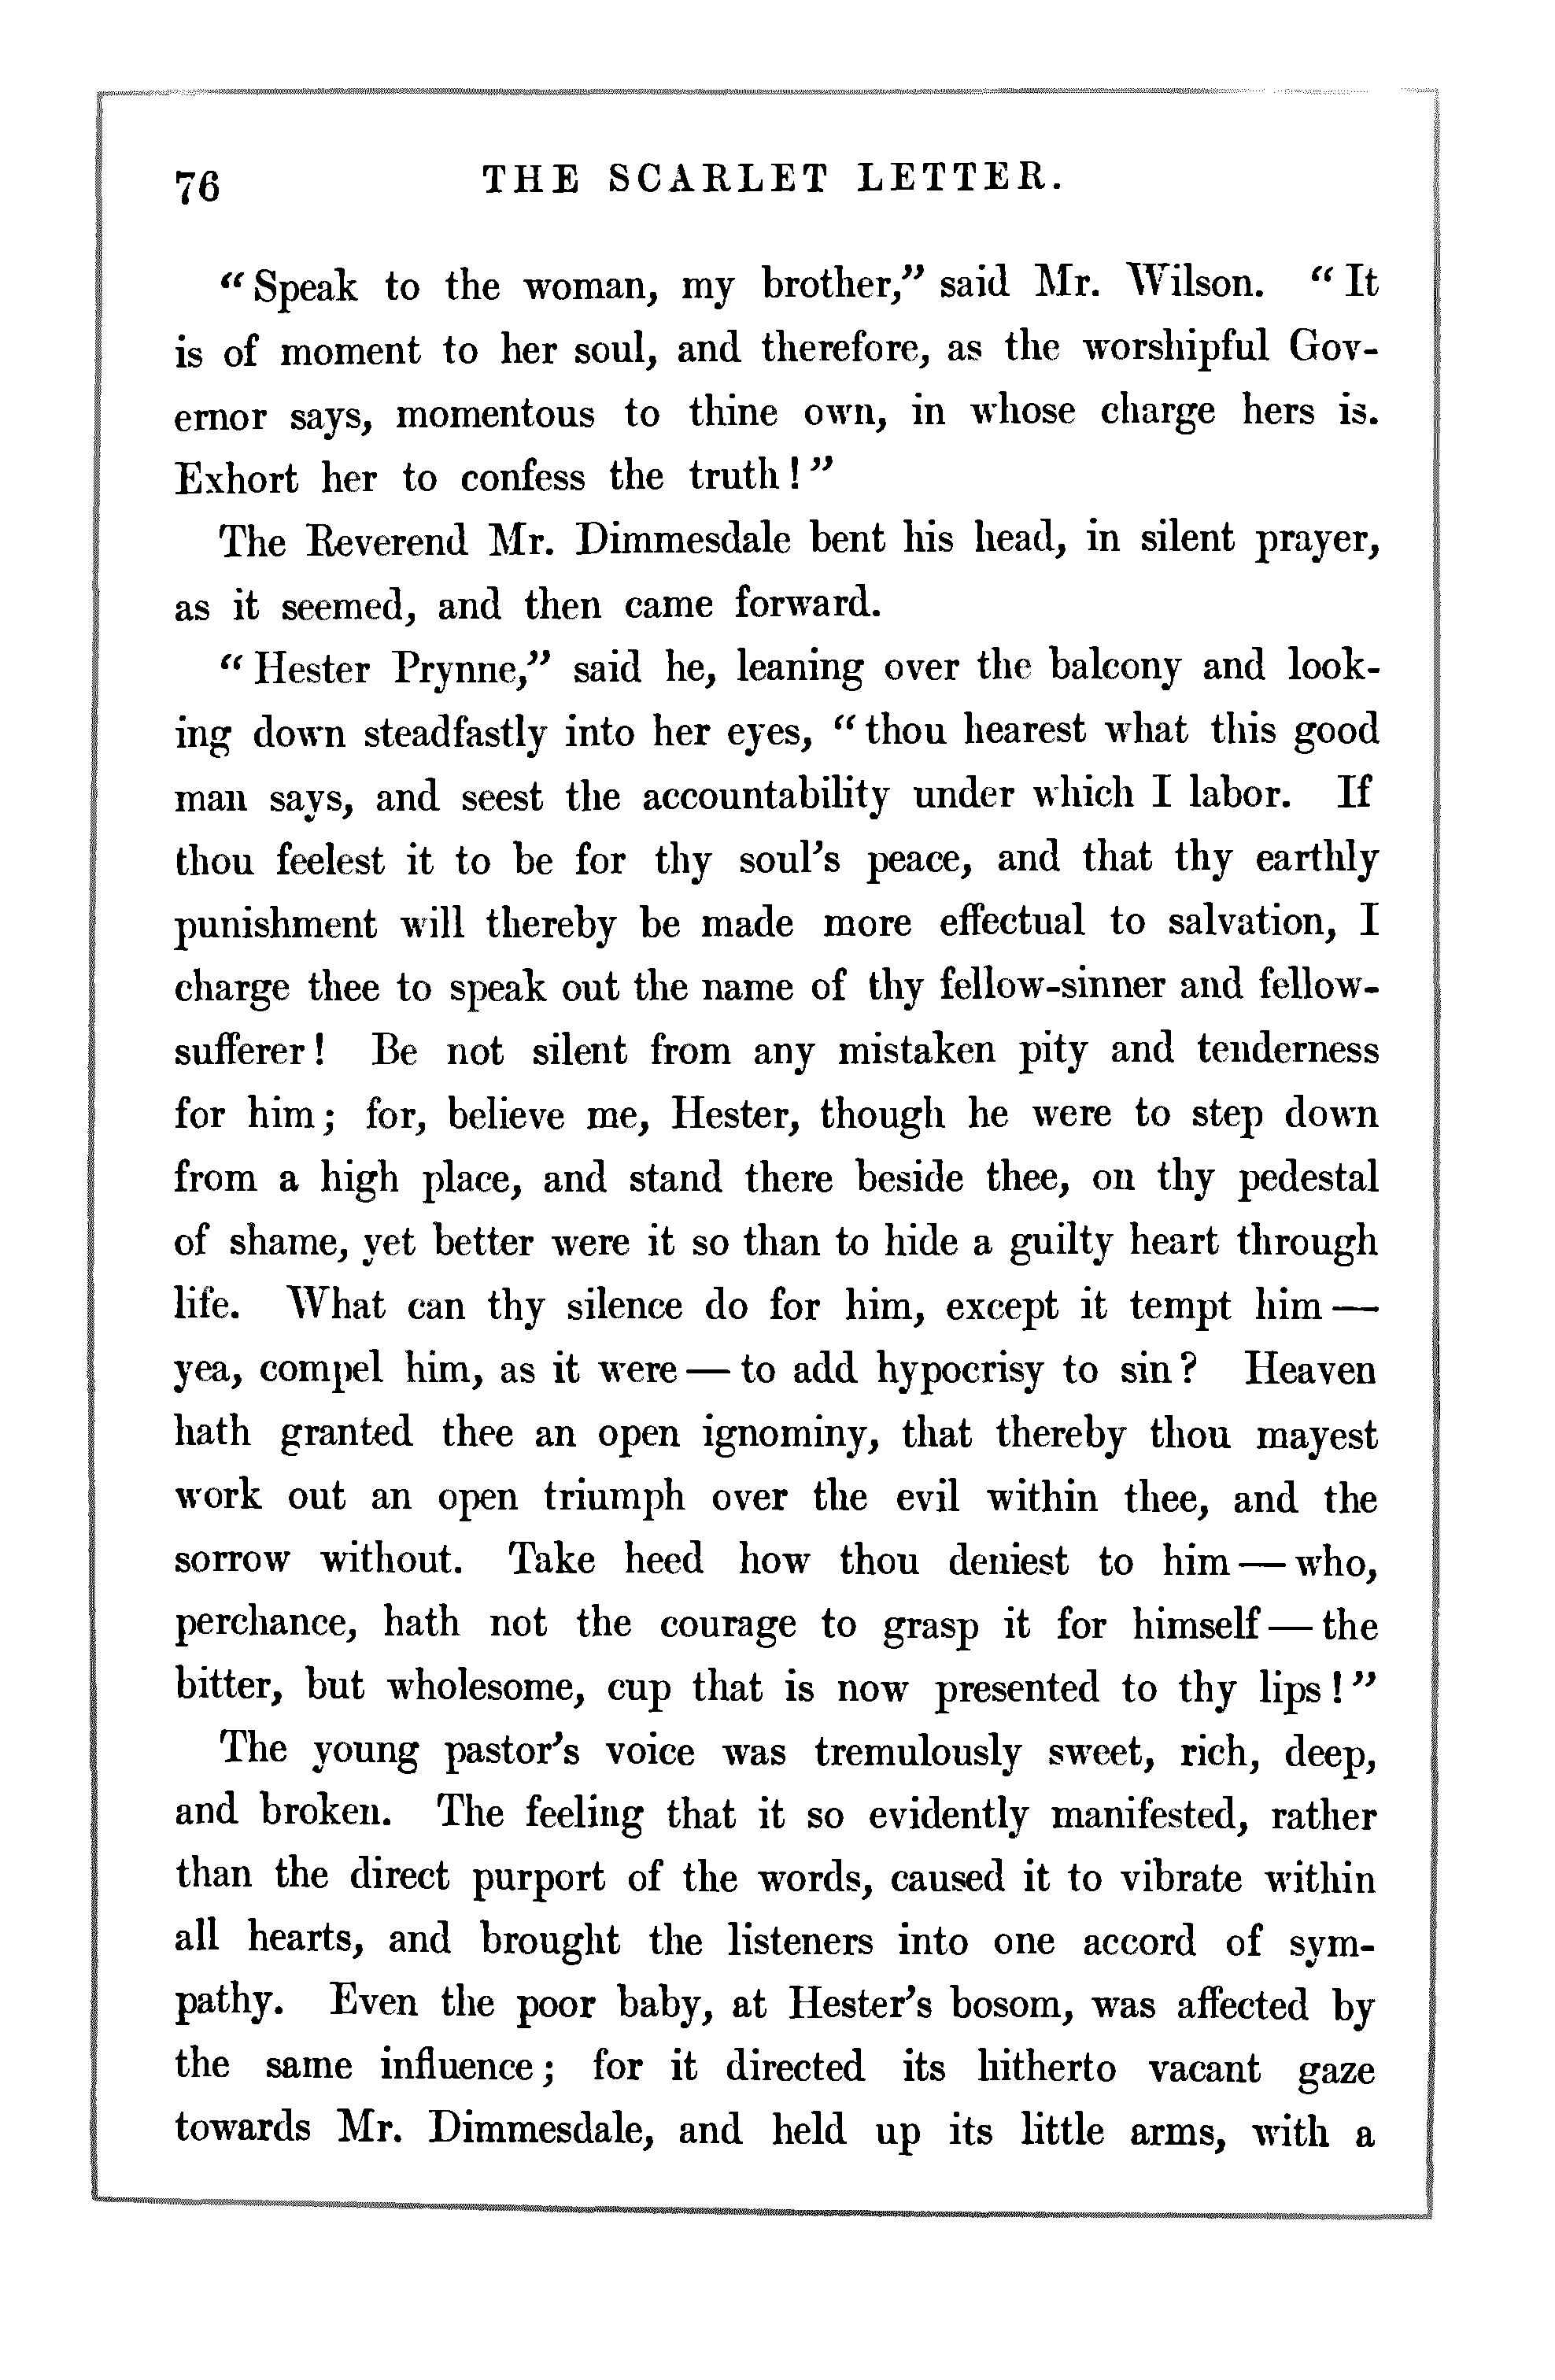 76 THE SCARLET LETTER.
“Speak to the woman, my brother,” said Mr. Wilson. “It
is of moment to her soul, and therefore, as the worshipful Gov-
ernor says, momentous to thine own, in whose charge hers is.
Exhort her to confess the truth!”
The Reverend Mr. Dimmesdale bent his head, in silent prayer,
as it seemed, and then came forward.
“Hester Prynne,” said he, leaning over the balcony and look-
ing down steadfastly into her eyes, “thou hearest what this good
man says, and seest the accountability under which I labor. If
thou feelest it to be for thy soul’s peace, and that thy earthly
punishment will thereby be made more effectual to salvation, I
charge thee to speak out the name of thy fellow-sinner and fellow-
sufferer! Be not silent from any mistaken pity and tenderness
for him; for, believe me, Hester, though he were to step down
from a high place, and stand there beside thee, on thy pedestal
of shame, yet better were it so than to hide a guilty heart through
life. What can thy silence do for him, except it tempt him —
yea, compel him, as it were — to add hypocrisy to sin? Heaven
hath granted thee an open ignominy, that thereby thou mayest
work out an open triumph over the evil within thee, and the
sorrow without. Take heed how thou deniest to him — who,
perchance, hath not the courage to grasp it for himself — the
bitter, but wholesome, cup that is now presented to thy lips!”
The young pastor’s voice was tremulously sweet, rich, deep,
and broken. The feeling that it so evidently manifested, rather
than the direct purport of the words, caused it to vibrate within
all hearts, and brought the listeners into one accord of sym-
pathy. Even the poor baby, at Hester’s bosom, was affected by
the same influence; for it directed its hitherto vacant gaze
towards Mr. Dimmesdale, and held up its little arms, with a